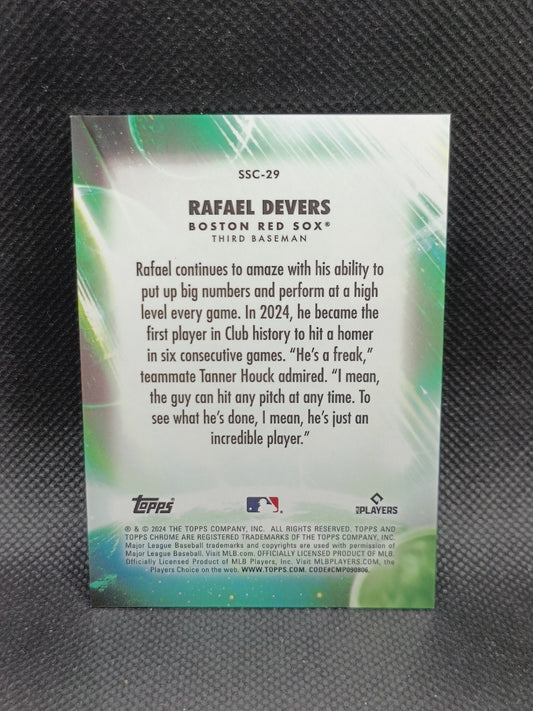 SSC-29
RAFAEL DEVERS
BOSTON RED SOX®
THIRD BASEMAN
Rafael continues to amaze with his ability to
put up big numbers and perform at a high
level every game. In 2024, he became the
first player in Club history to hit a homer
in six consecutive games. “He’s a freak,”
teammate Tanner Houck admired. “I mean,
the guy can hit any pitch at any time. To
see what he’s done, I mean, he’s just an
incredible player.”
TOPPS® MLB PLAYERS
® & © 2024 THE TOPPS COMPANY, INC. ALL RIGHTS RESERVED. TOPPS AND
TOPPS CHROME ARE REGISTERED TRADEMARKS OF THE TOPPS COMPANY, INC.
Major League Baseball trademarks and copyrights are used with permission of
Major League Baseball. Visit MLB.com. OFFICIALLY LICENSED PRODUCT OF MLB
Officially Licensed Product of MLB Players, Inc. Visit MLBPLAYERS.com, the
Players Choice on the web. WWW.TOPPS.COM. CODE#CMP090806.